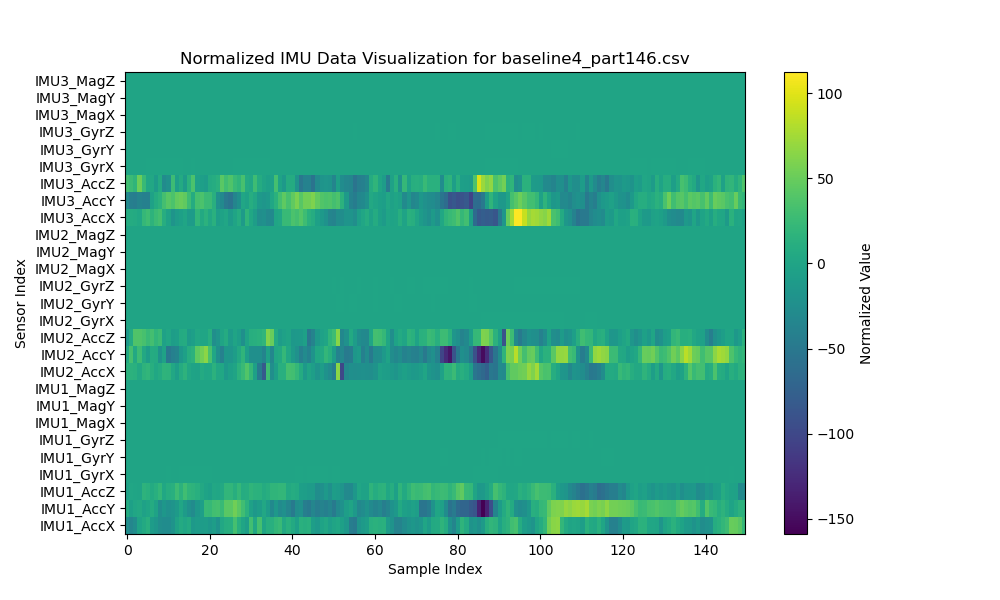 Normalized IMU Data Visualization for baseline4_part146.csv
IMU3_MagZ
IMU3_MagY
IMU3_MagX
IMU3_GyrZ
IMU3_GyrY
IMU3_GyrX
IMU3_AccZ
IMU3_AccY
IMU3_AccX
IMU2_MagZ
IMU2_MagY
IMU2_MagX
IMU2_GyrZ
IMU2_GyrY
IMU2_GyrX
IMU2_AccZ
IMU2_AccY
IMU2_AccX
IMU1_MagZ
IMU1_MagY
IMU1_MagX
IMU1_GyrZ
IMU1_GyrY
IMU1_GyrX
IMU1_AccZ
IMU1_AccY
IMU1_AccX
Sensor Index
0 20 40 60 80 100 120 140
Sample Index
100
50
0
−50
−100
−150
Normalized Value